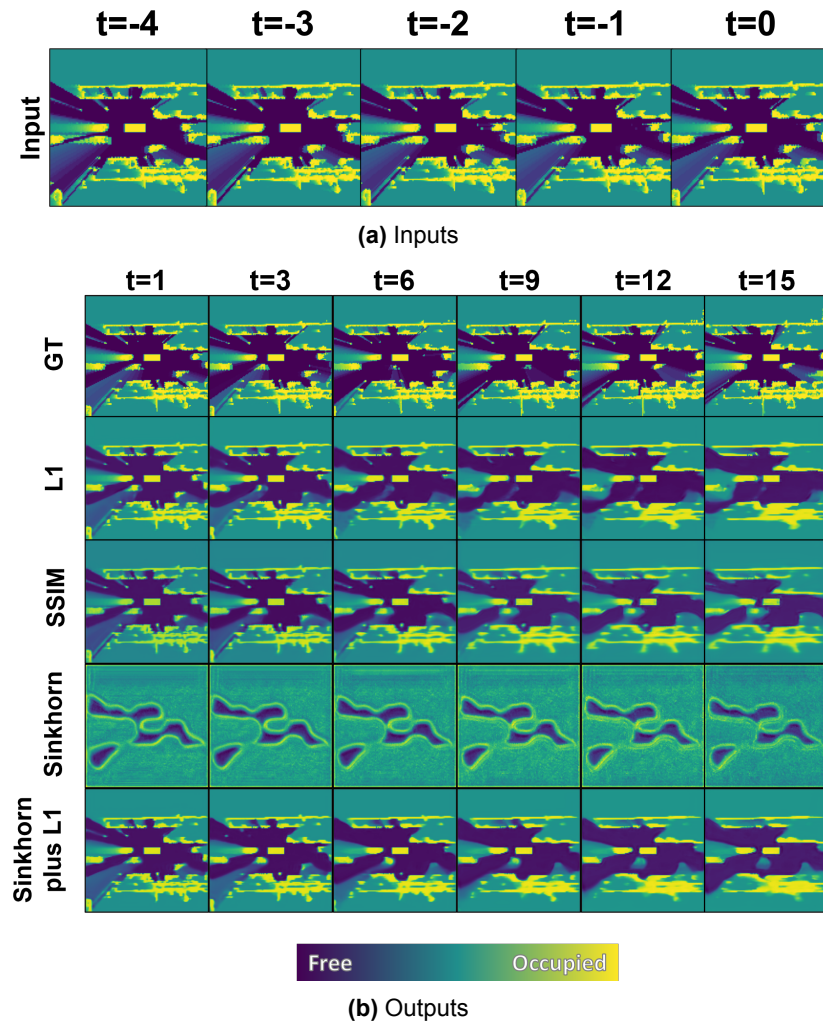 t=-4 t=-3 t=-2 t=-1 t=0
Input
(a) Inputs
t=1 t=3 t=6 t=9 t=12 t=15
GT
L1
SSIM
Sinkhorn
Sinkhorn
plus L1
Free Occupied
(b) Outputs